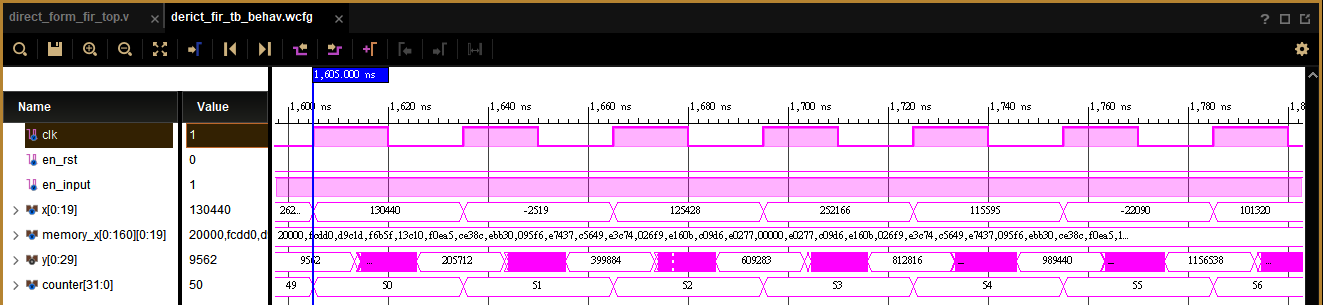 direct_form_fir_top.v × derict_fir_tb_behav.wcfg × ?
1,605.000 ns
Name Value 1,600 ns 1,620 ns 1,640 ns 1,660 ns 1,680 ns 1,700 ns 1,720 ns 1,740 ns 1,760 ns 1,780 ns 1,8
clk 1
en_rst 0
en_input 1
x[0:19] 130440 262... 130440 -2519 125428 252166 115595 -22090 101320
memory_x[0:160][0:19] 20000,fcdd0,d 20000,fcdd0,d9c1d,f6b5f,13c10,f0ea5,ce38c,ebb30,095f6,e7437,c5649,e3c74,026f9,e160b,c09d6,e0277,00000,e0277,c09d6,e160b,026f9,e3c74,c5649,e7437,095f6,ebb30,ce38c,f0ea5,1...
y[0:29] 9562 9562 ... 205712 399884 ... 609283 812816 ... 989440 ... 1156538 ...
counter[31:0] 50 49 50 51 52 53 54 55 56